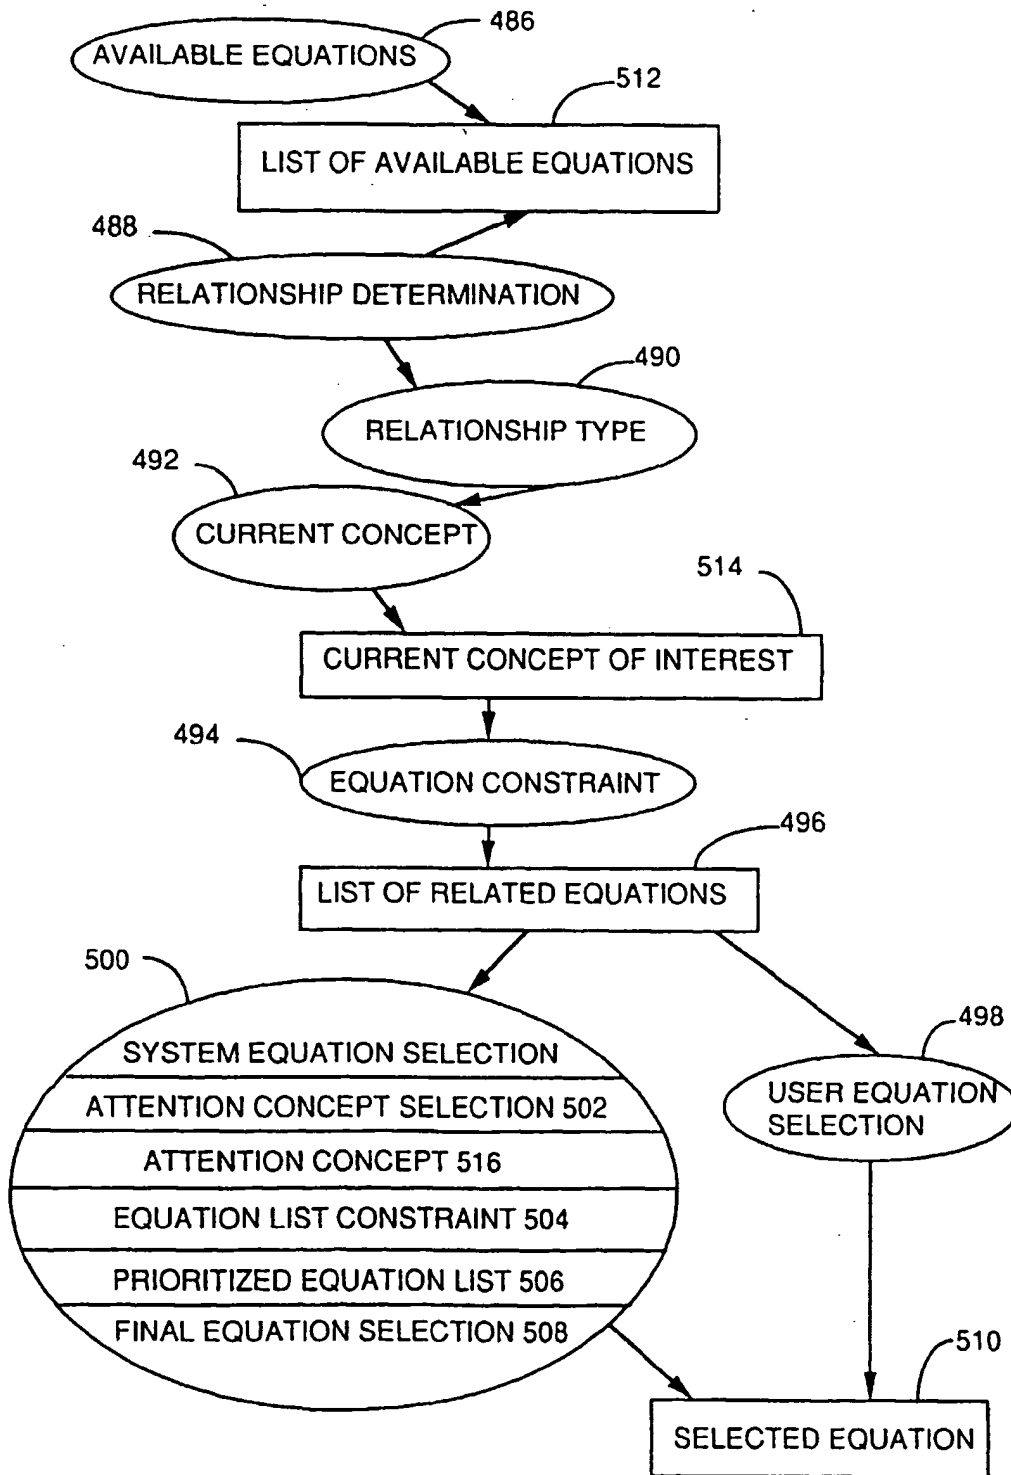 486
AVAILABLE EQUATIONS
512
LIST OF AVAILABLE EQUATIONS
488
RELATIONSHIP DETERMINATION
490
RELATIONSHIP TYPE
492
CURRENT CONCEPT
514
CURRENT CONCEPT OF INTEREST
494
EQUATION CONSTRAINT
496
LIST OF RELATED EQUATIONS
500
SYSTEM EQUATION SELECTION
ATTENTION CONCEPT SELECTION 502
ATTENTION CONCEPT 516
EQUATION LIST CONSTRAINT 504
PRIORITIZED EQUATION LIST 506
FINAL EQUATION SELECTION 508
498
USER EQUATION
SELECTION
510
SELECTED EQUATION